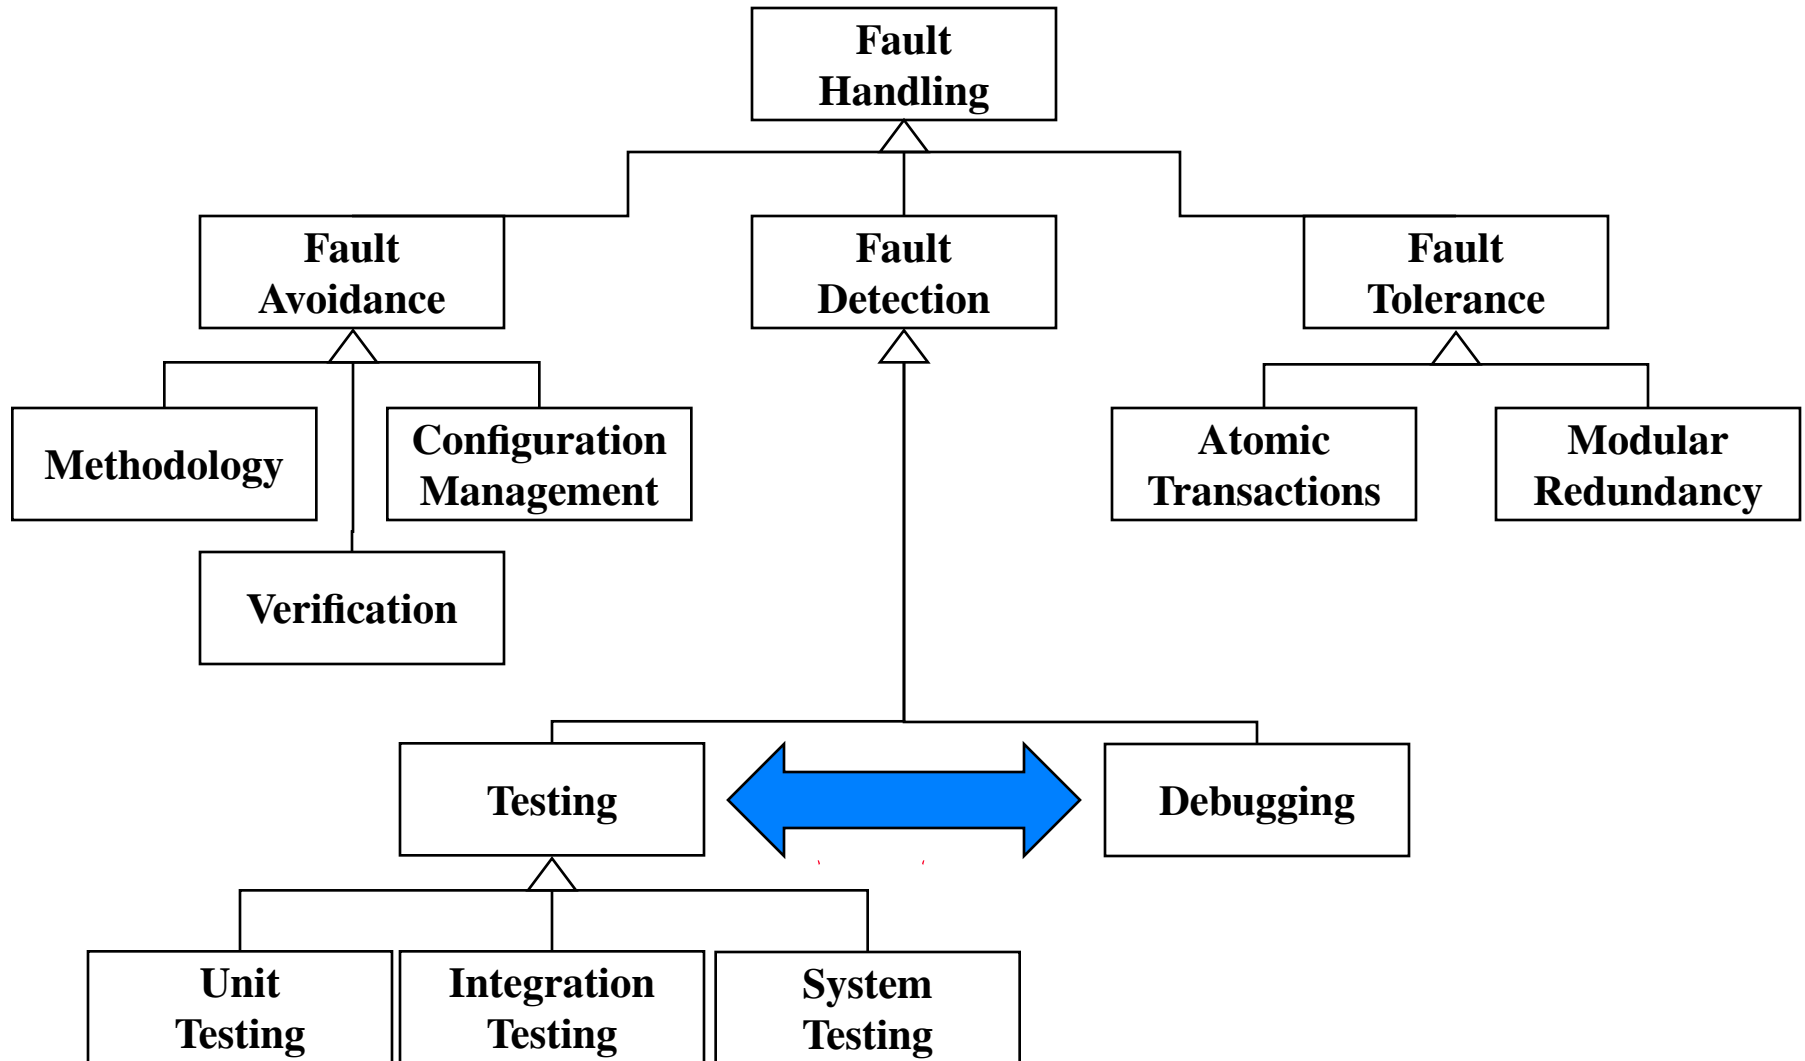 Fault
Handling
Fault
Avoidance
Fault
Detection
Fault
Tolerance
Methodology
Configuration
Management
Atomic
Transactions
Modular
Redundancy
Verification
Testing
Debugging
Unit
Testing
Integration
Testing
System
Testing